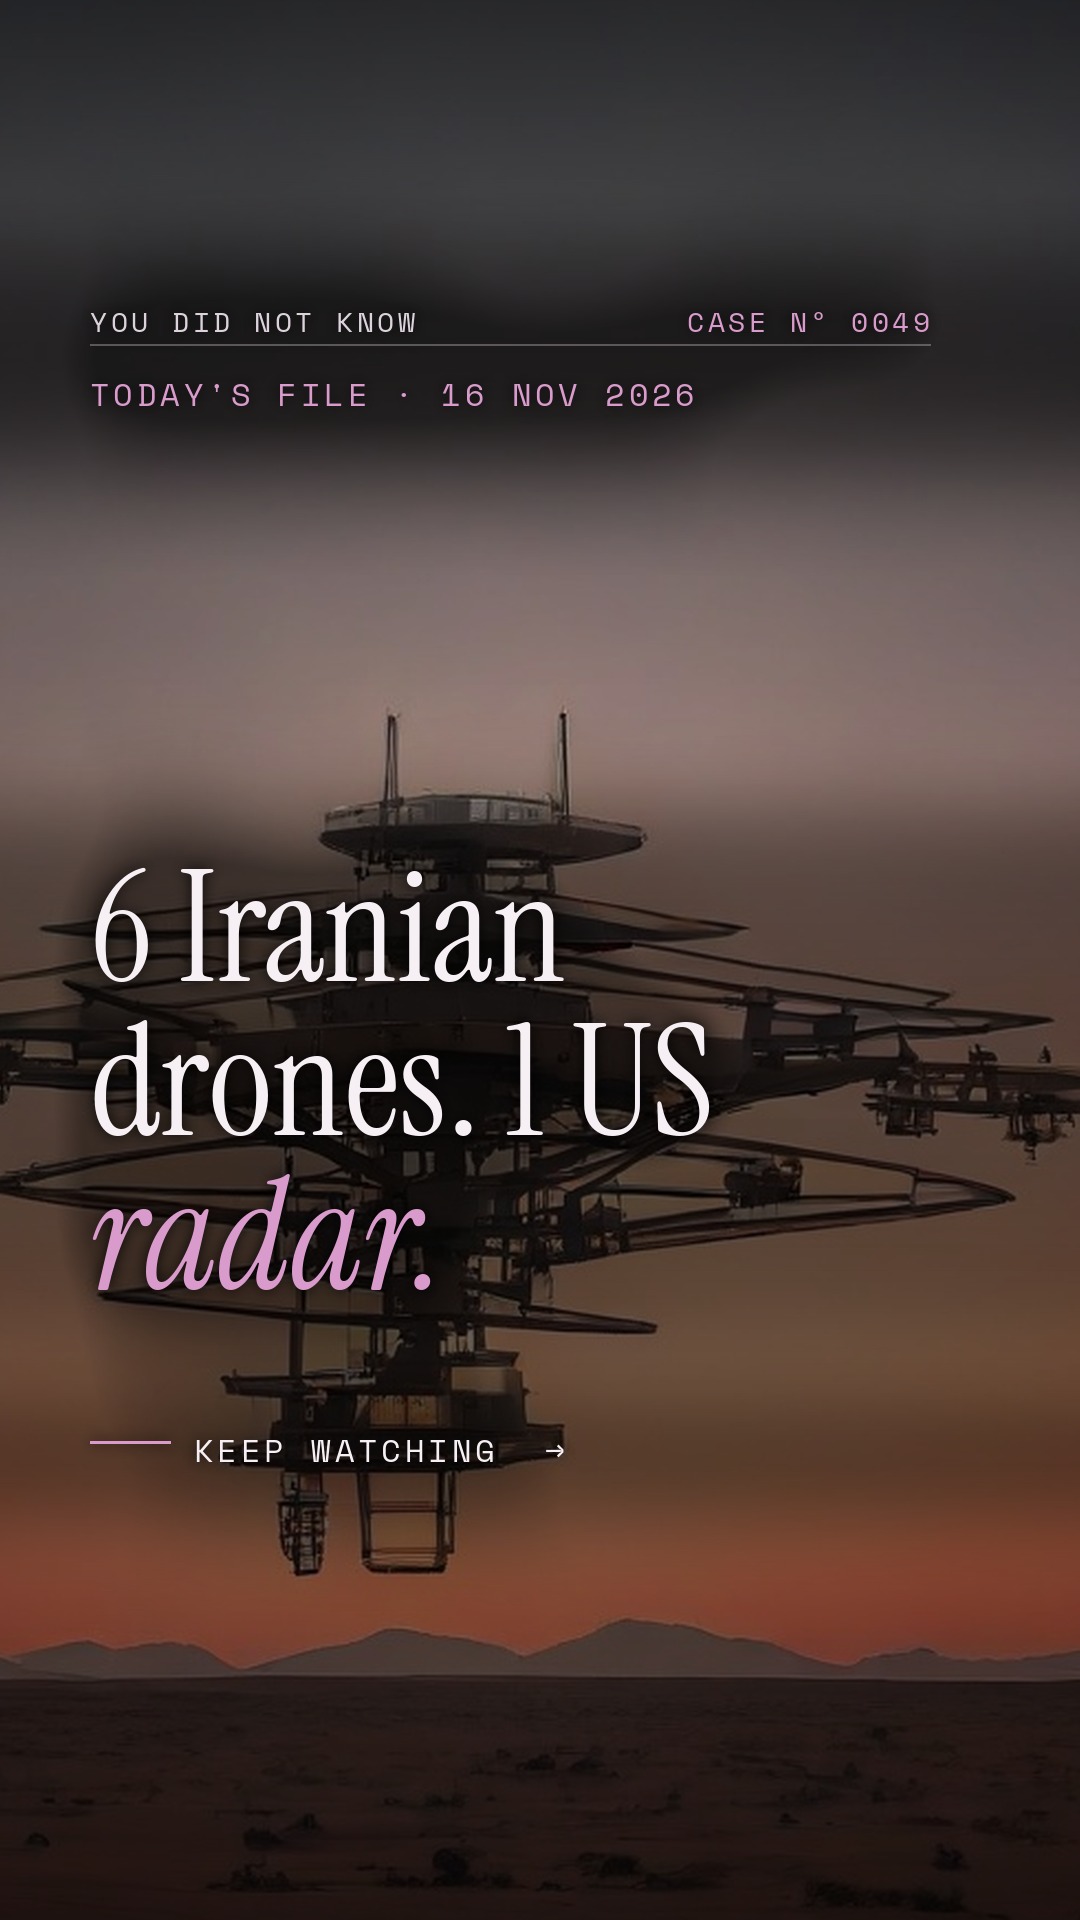 YOU DID NOT KNOW
CASE N° 0049
TODAY'S FILE · 16 NOV 2026
6 Iranian
drones. 1 US
radar.
KEEP WATCHING →